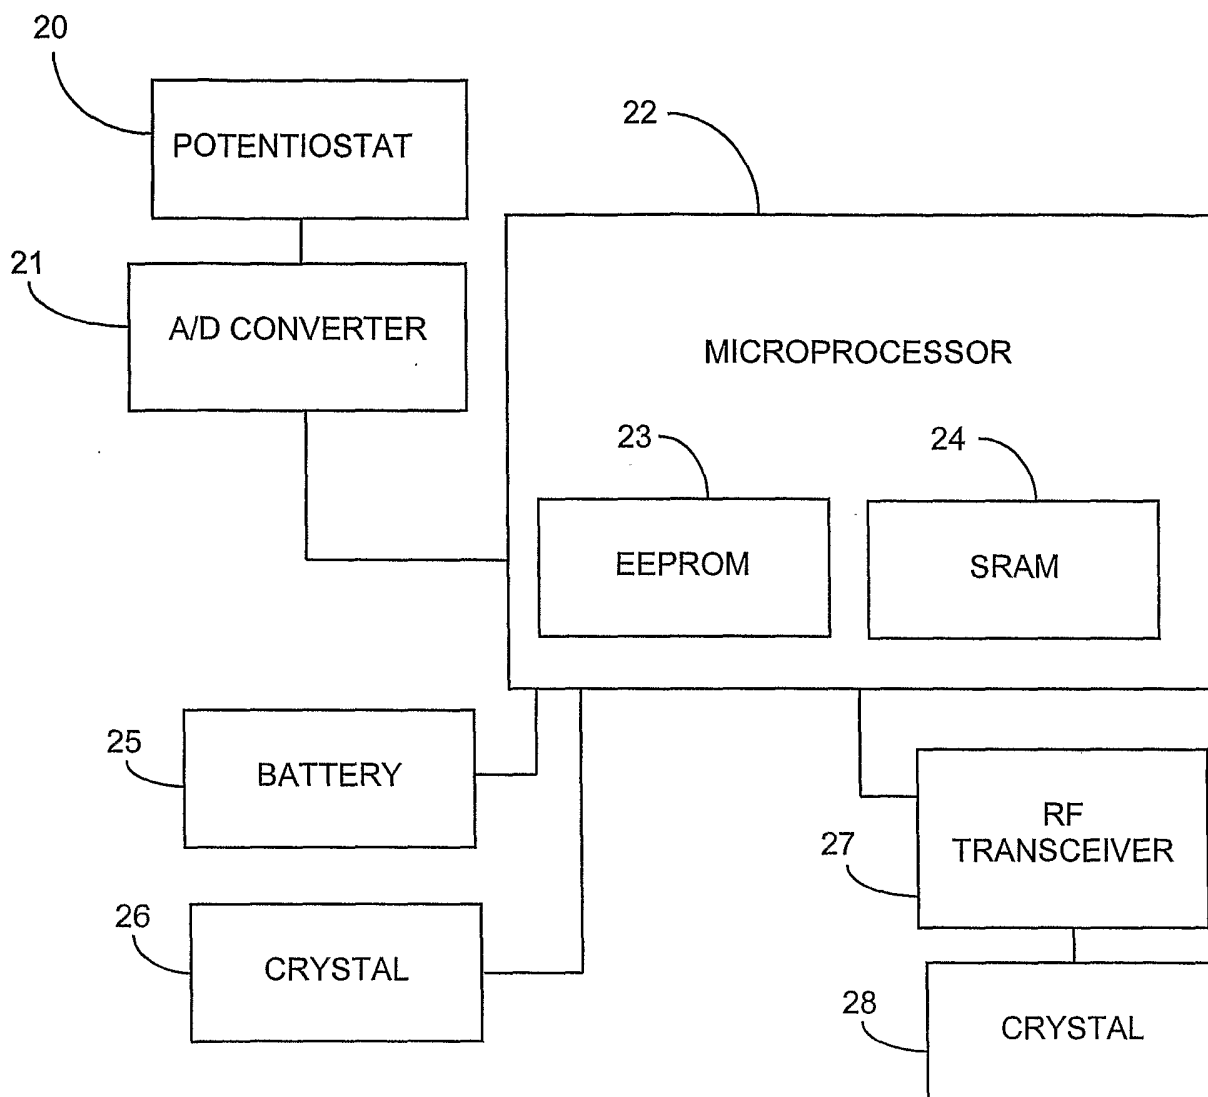 20
POTENTIOSTAT
22
21
A/D CONVERTER
MICROPROCESSOR
23
24
EEPROM
SRAM
25
BATTERY
RF
TRANSCEIVER
27
26
CRYSTAL
28
CRYSTAL